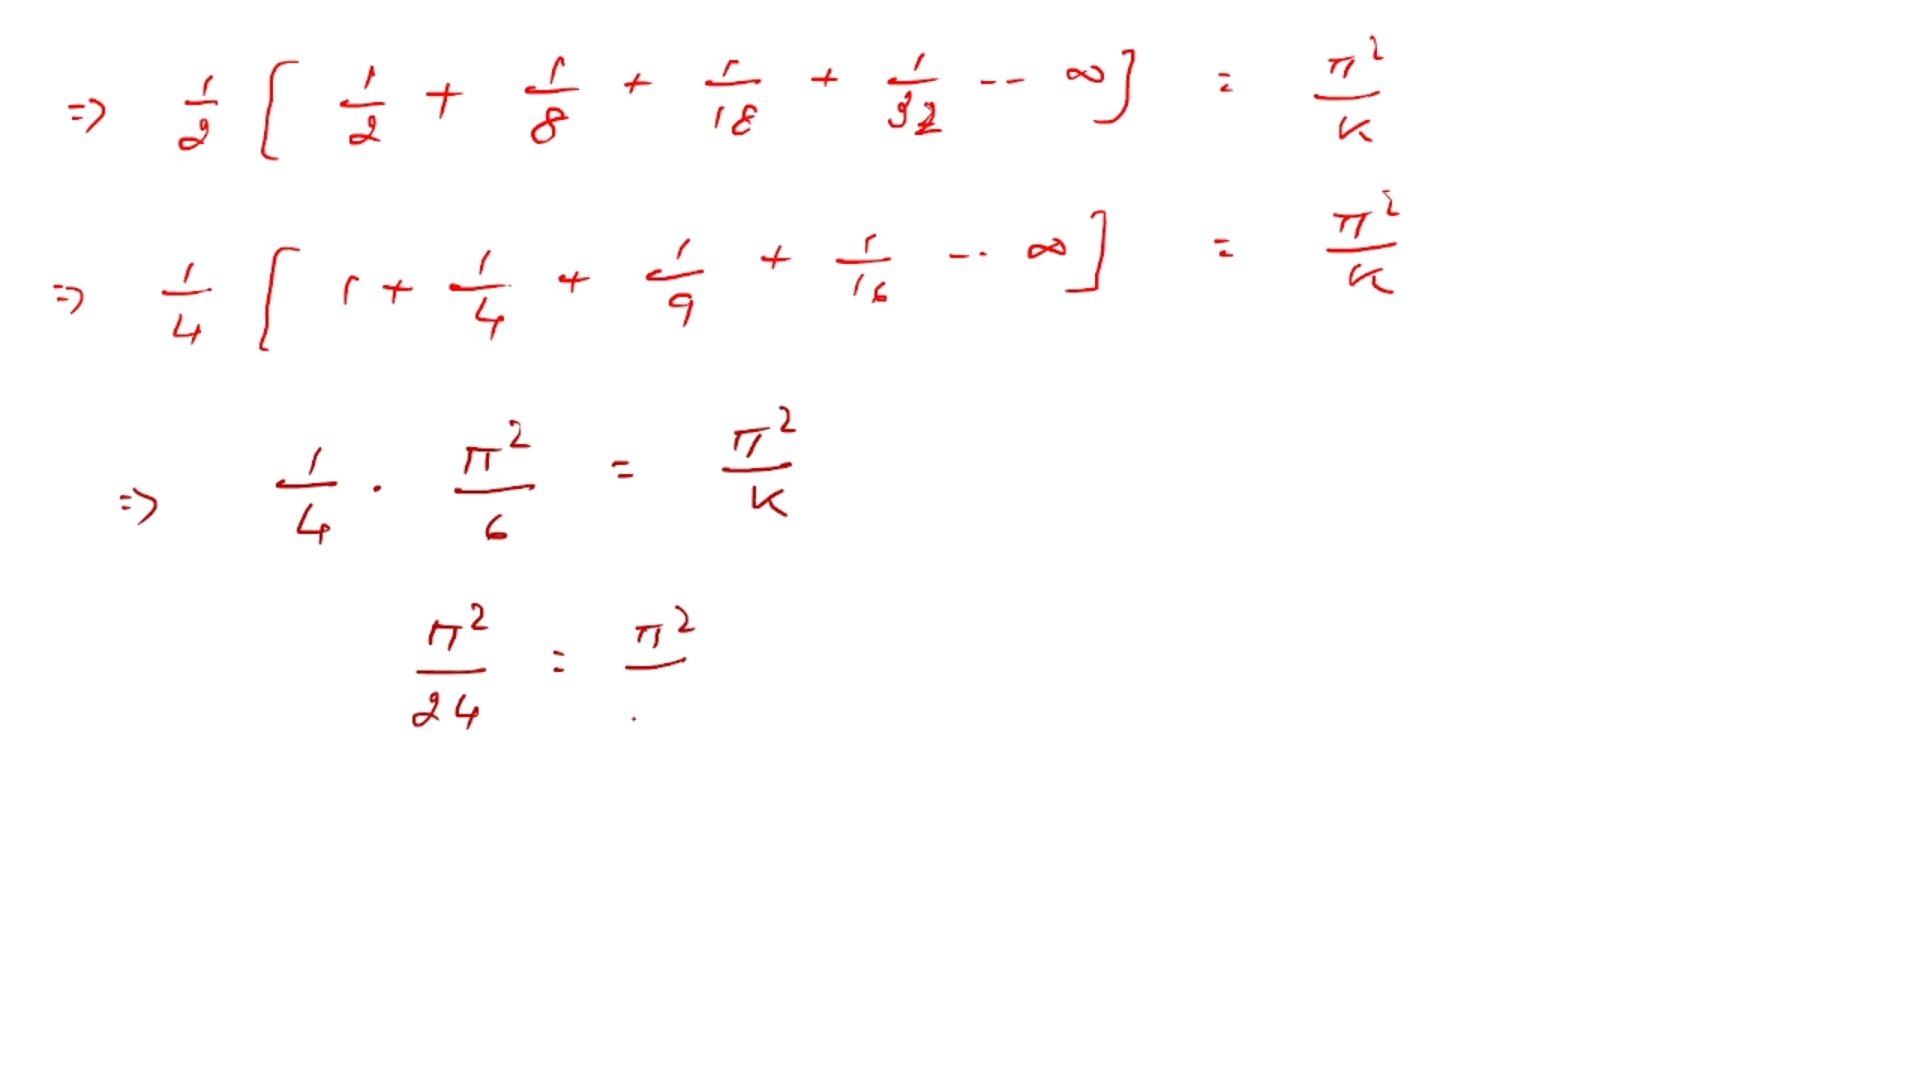 => 1/2 [ 1/2 + 1/8 + 1/18 + 1/32 -- ∞ ] = π²/k
=> 1/4 [ 1 + 1/4 + 1/9 + 1/16 -- ∞ ] = π²/k
=> 1/4 . π²/6 = π²/k
π²/24 = π²/